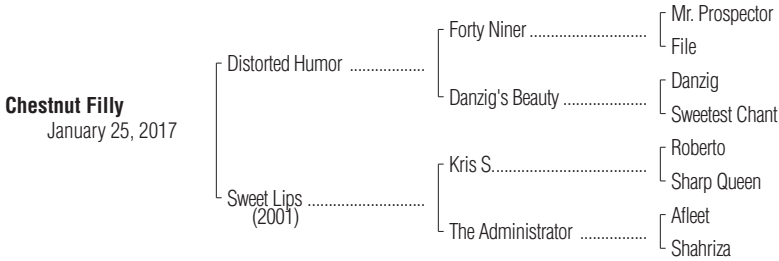 Mr. Prospector
Forty Niner ..................
File
Distorted Humor ..................
Danzig
Danzig's Beauty ................
Sweetest Chant
Chestnut Filly
January 25, 2017
Roberto
Kris S. .......................
Sharp Queen
Sweet Lips ......................
(2001)
Afleet
The Administrator ................
Shahriza